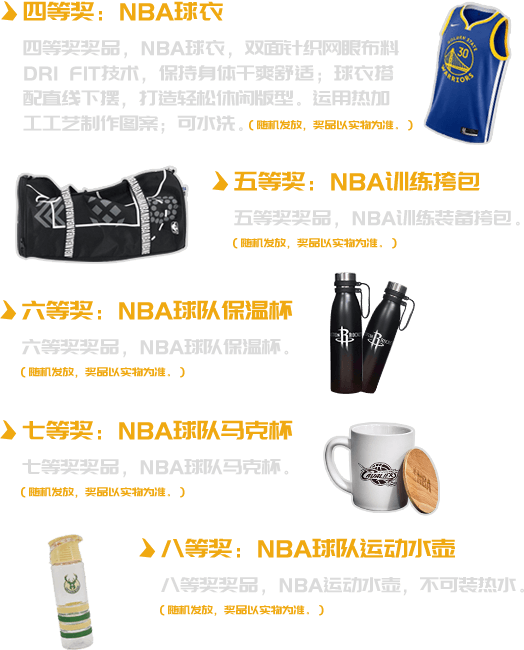 四等奖：NBA球衣
四等奖奖品，NBA球衣，双面针织网眼布料
DRI FIT技术，保持身体干爽舒适；球衣搭
配直线下摆，打造轻松休闲版型．运用热加
工工艺制作图案；可水洗．（随机发放，奖品以实物为准．）
GOLDEN STATE
30
WARRIORS
五等奖：NBA训练挎包
五等奖奖品，NBA训练装备挎包．
（随机发放，奖品以实物为准．）
六等奖：NBA球队保温杯
六等奖奖品，NBA球队保温杯．
（随机发放，奖品以实物为准．）
七等奖：NBA球队马克杯
七等奖奖品，NBA球队马克杯．
（随机发放，奖品以实物为准．）
CAVALIERS
NBA
八等奖：NBA球队运动水壶
八等奖奖品，NBA运动水壶，不可装热水．
（随机发放，奖品以实物为准．）